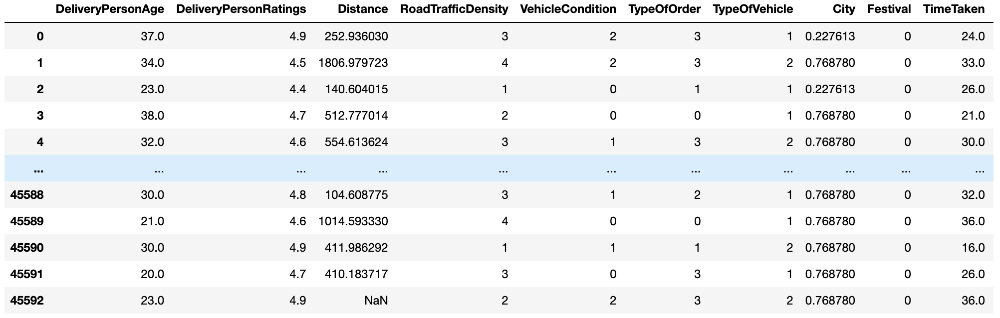 DeliveryPersonAge DeliveryPersonRatings Distance RoadTrafficDensity VehicleCondition TypeOfOrder TypeOfVehicle City Festival TimeTaken
0 37.0 4.9 252.936030 3 2 3 1 0.227613 0 24.0
1 34.0 4.5 1806.979723 4 2 3 2 0.768780 0 33.0
2 23.0 4.4 140.604015 1 0 1 1 0.227613 0 26.0
3 38.0 4.7 512.777014 2 0 0 1 0.768780 0 21.0
4 32.0 4.6 554.613624 3 1 3 2 0.768780 0 30.0
... ... ... ... ... ... ... ... ... ... ...
45588 30.0 4.8 104.608775 3 1 2 1 0.768780 0 32.0
45589 21.0 4.6 1014.593330 4 0 0 1 0.768780 0 36.0
45590 30.0 4.9 411.986292 1 1 1 2 0.768780 0 16.0
45591 20.0 4.7 410.183717 3 0 3 1 0.768780 0 26.0
45592 23.0 4.9 NaN 2 2 3 2 0.768780 0 36.0